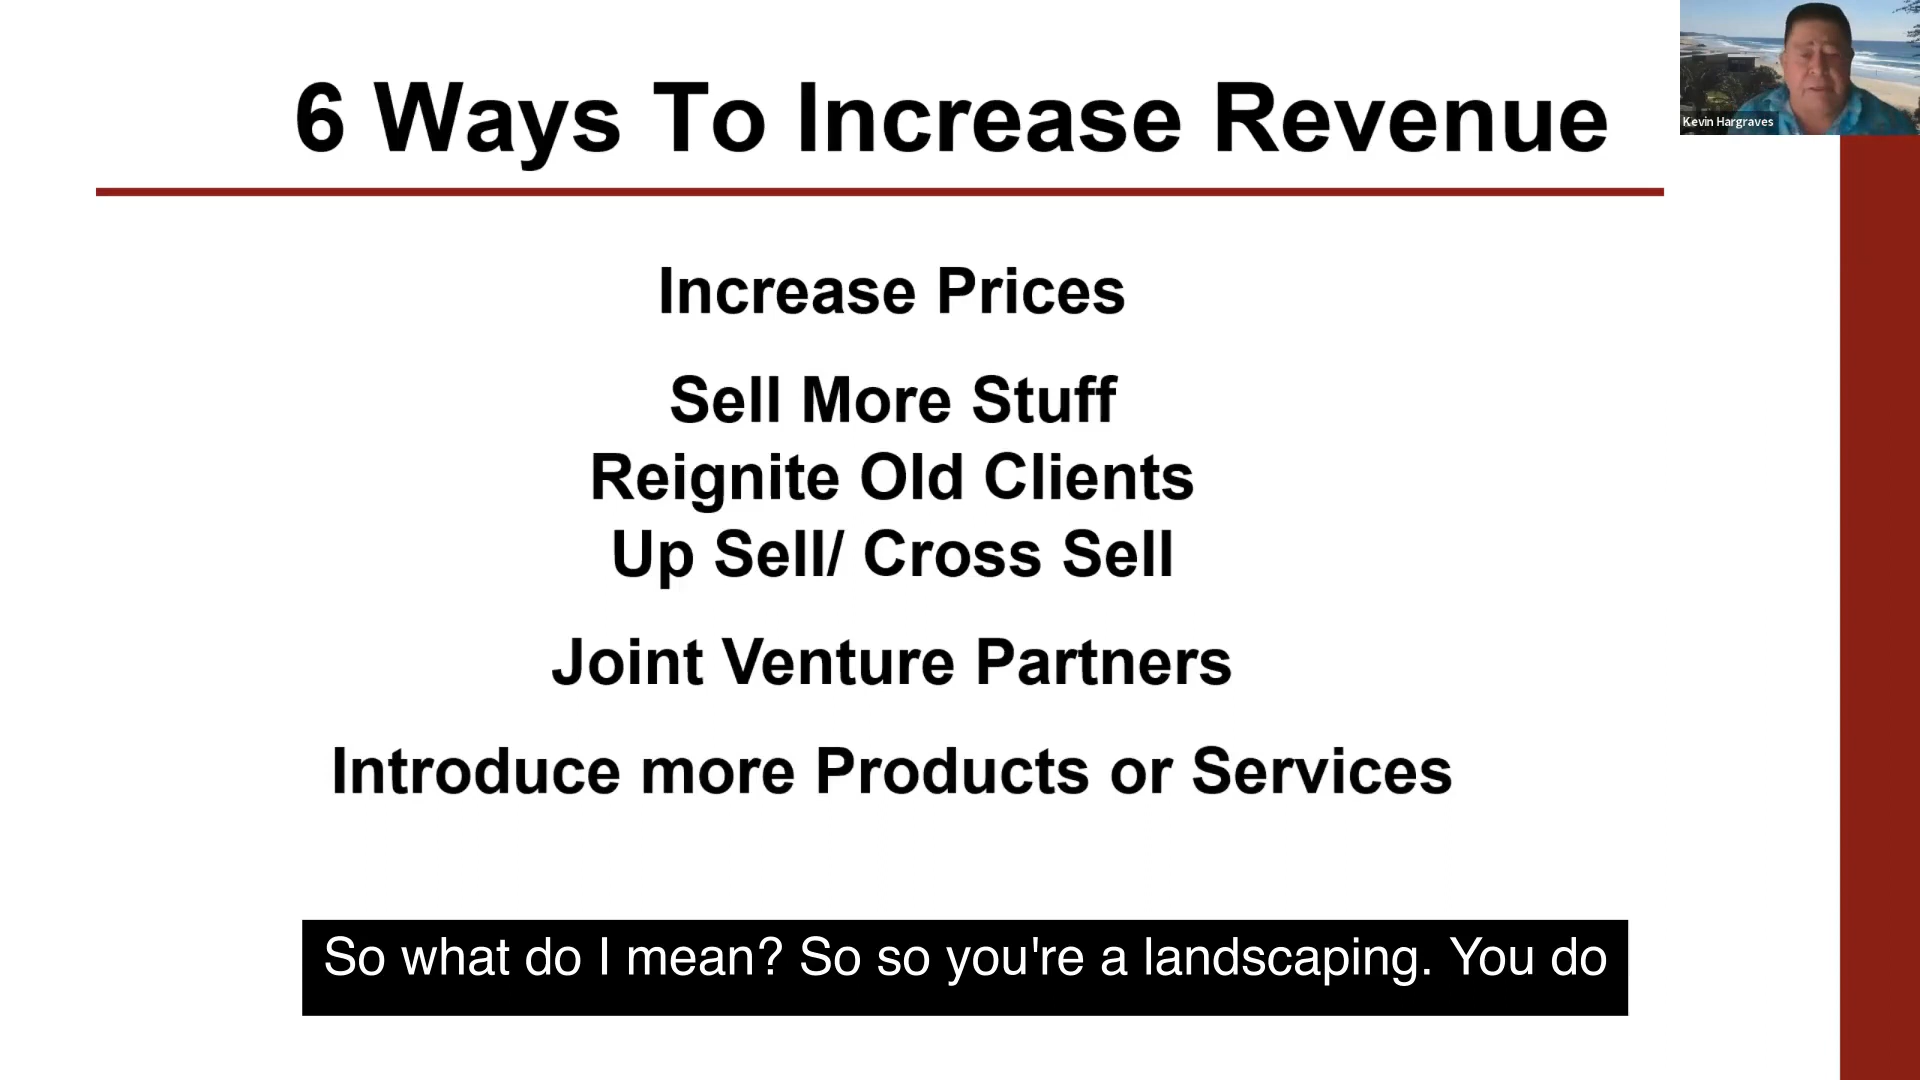 6 Ways To Increase Revenue
Kevin Hargraves
Increase Prices
Sell More Stuff
Reignite Old Clients
Up Sell/ Cross Sell
Joint Venture Partners
Introduce more Products or Services
So what do I mean? So so you're a landscaping. You do